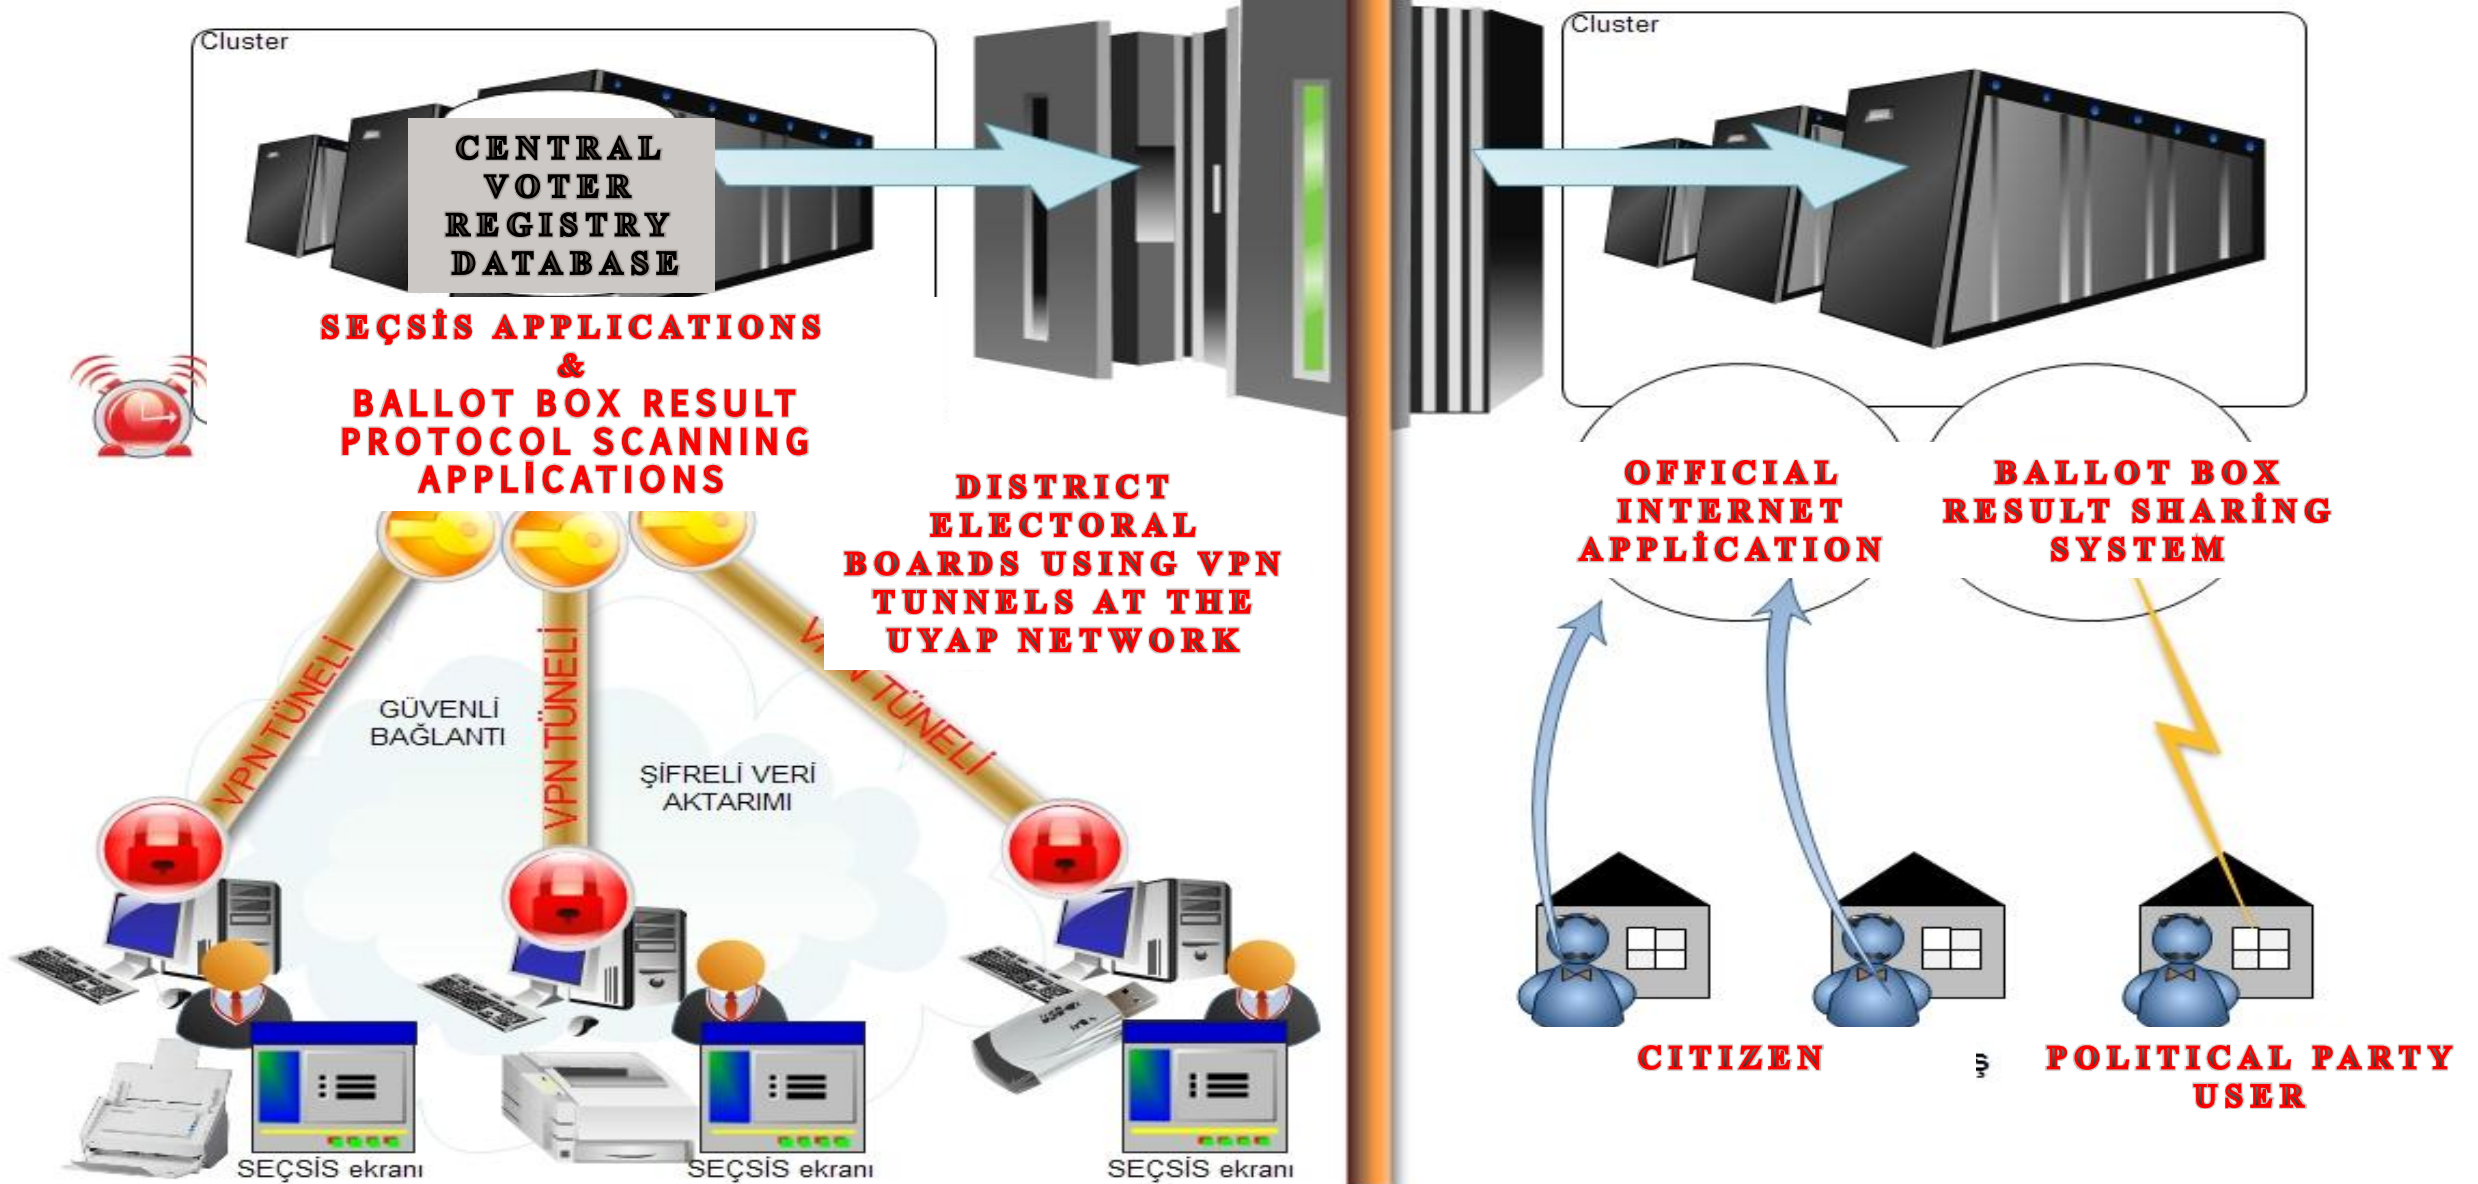 Cluster
CENTRAL
VOTER
REGISTRY
DATABASE
SEÇSİS APPLICATIONS
&
BALLOT BOX RESULT
PROTOCOL SCANNING
APPLİCATIONS
DISTRICT
ELECTORAL
BOARDS USING VPN
TUNNELS AT THE
UYAP NETWORK
VPN TÜNELİ
VPN TÜNELİ
VPN TÜNELİ
GÜVENLİ
BAĞLANTI
ŞİFRELİ VERİ
AKTARIMI
SEÇSİS ekranı
SEÇSİS ekranı
SEÇSİS ekranı
Cluster
OFFICIAL
INTERNET
APPLİCATION
BALLOT BOX
RESULT SHARİNG
SYSTEM
CITIZEN
ş
POLITICAL PARTY
USER